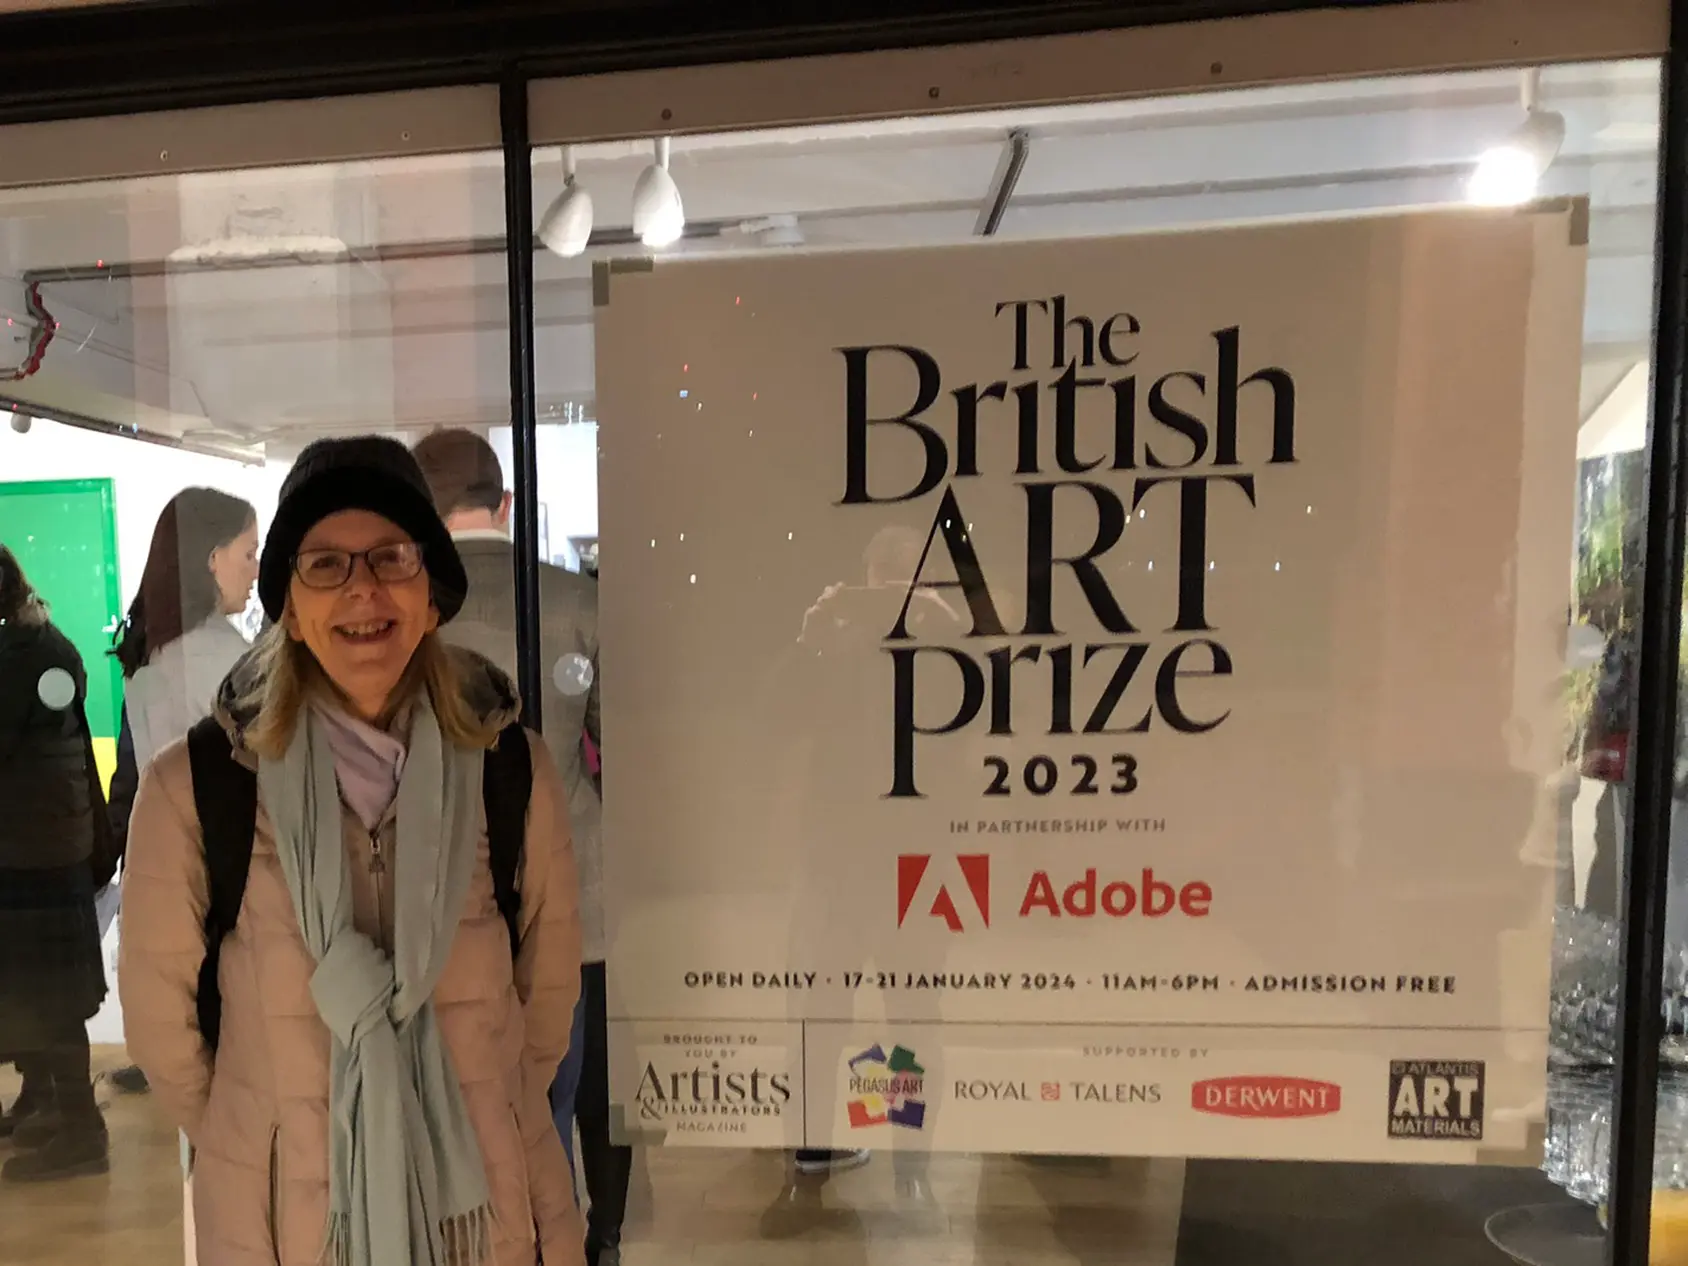 The
British
ART
prize
2023
IN PARTNERSHIP WITH
Adobe
OPEN DAILY · 17-21 JANUARY 2024 · 11AM-6PM · ADMISSION FREE
BROUGHT TO
YOU BY
Artists
& ILLUSTRATORS
MAGAZINE
SUPPORTED BY
PEGASUS ART
ROYAL TALENS
DERWENT
ATLANTIS
ART
MATERIALS